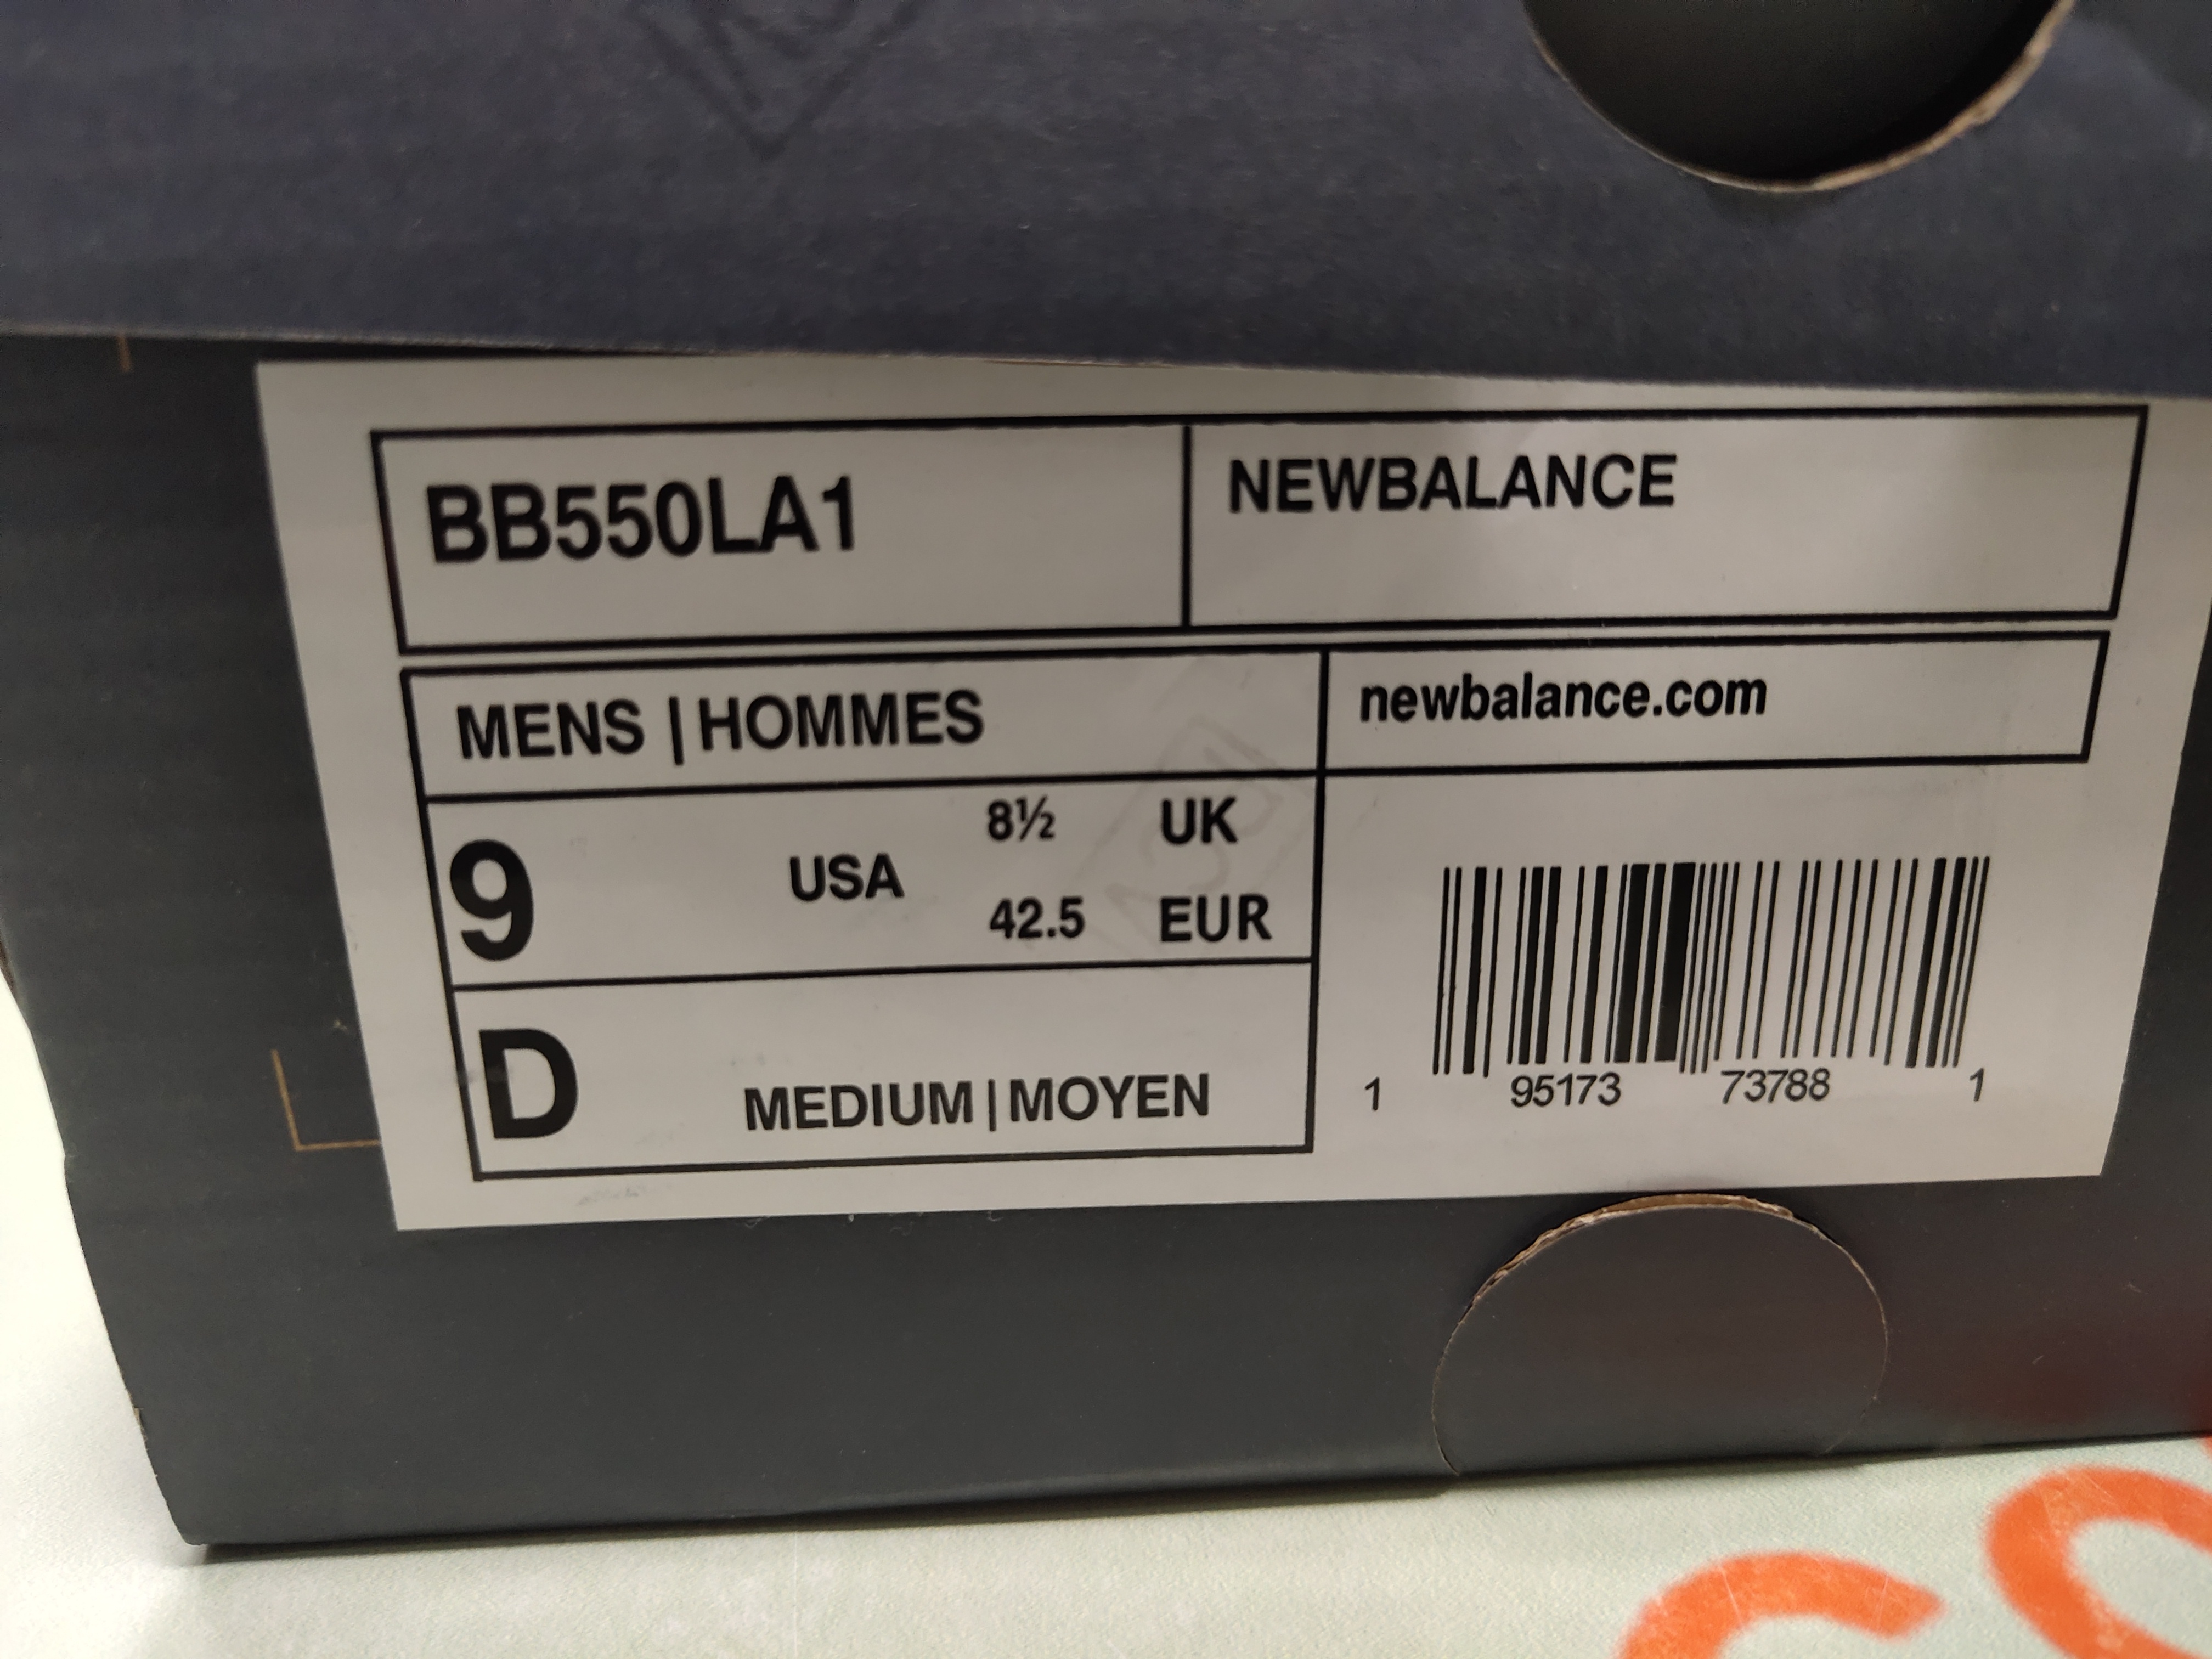 BB550LA1
NEWBALANCE
MENS | HOMMES
newbalance.com
9 USA
8½ UK
42.5 EUR
D MEDIUM | MOYEN
1 95173 73788 1